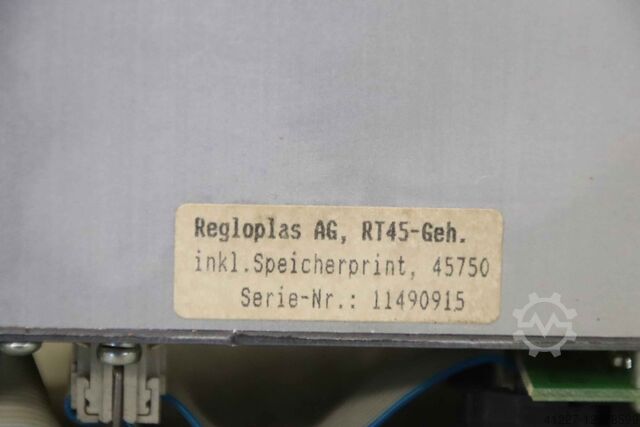 Regloplas AG, RT45-Geh.
inkl.Speicherprint, 45750
Serie-Nr.: 11490915